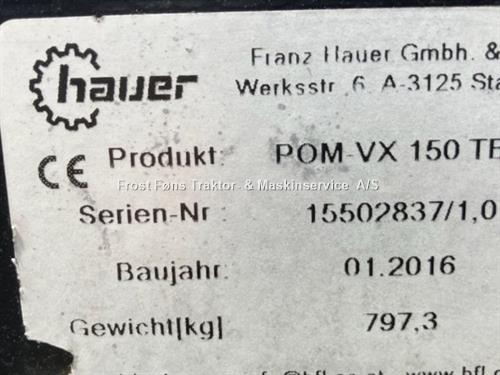 hauer
Franz Hauer Gmbh. &
Werksstr 6 A-3125
CE Produkt: POM-VX 150
Frost Føns Traktor- & Maskinservice A/S
Serien-Nr 15502837/1,0
Baujahr: 01.2016
Gewicht[kg] 797,3